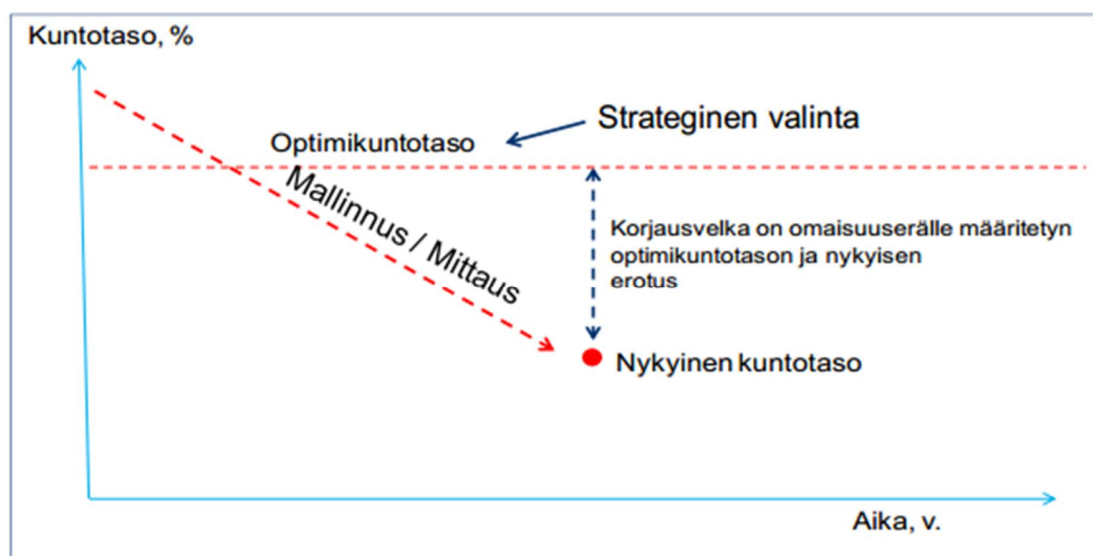 Kuntotaso, %
Strateginen valinta
Optimikuntotaso
Mallinnus / Mittaus
Korjausvelka on omaisuuserälle määritetyn
optimikuntotason ja nykyisen
erotus
Nykyinen kuntotaso
Aika, v.